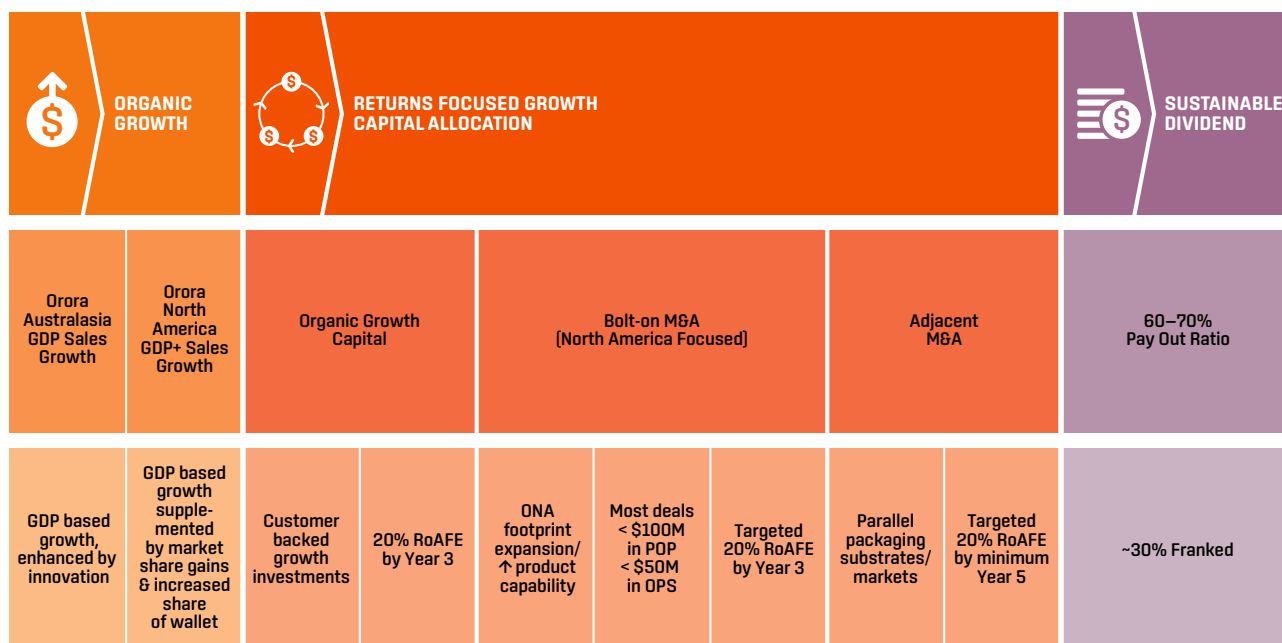 ORGANIC
GROWTH
RETURNS FOCUSED GROWTH
CAPITAL ALLOCATION
SUSTAINABLE
DIVIDEND
Orora
Australasia
GDP Sales
Growth
Orora
North
America
GDP+ Sales
Growth
Organic Growth
Capital
Bolt-on M&A
(North America Focused)
Adjacent
M&A
60–70%
Pay Out Ratio
GDP based
growth,
enhanced by
innovation
GDP based
growth
supple-
mented
by market
share gains
& increased
share
of wallet
Customer
backed
growth
investments
20% RoAFE
by Year 3
ONA
footprint
expansion/
↑ product
capability
Most deals
< $100M
in POP
< $50M
in OPS
Targeted
20% RoAFE
by Year 3
Parallel
packaging
substrates/
markets
Targeted
20% RoAFE
by minimum
Year 5
~30% Franked